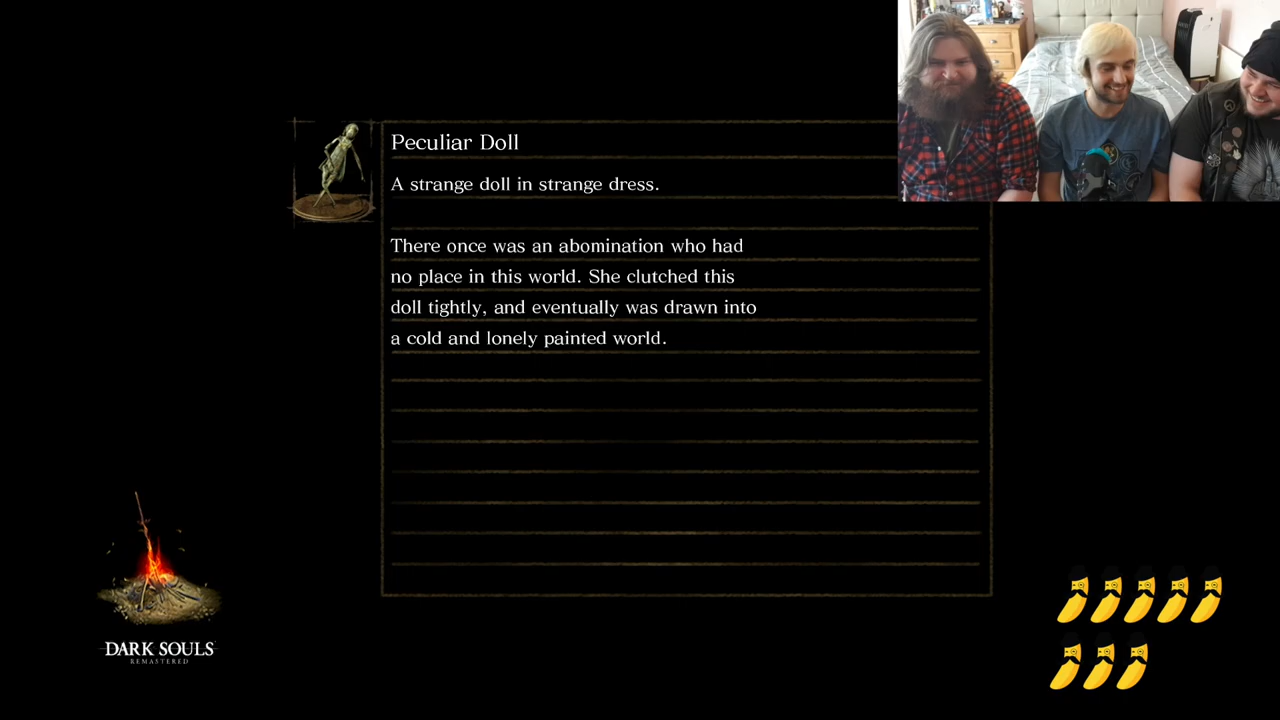 Peculiar Doll
A strange doll in strange dress.
There once was an abomination who had
no place in this world. She clutched this
doll tightly, and eventually was drawn into
a cold and lonely painted world.
DARK SOULS
REMASTERED